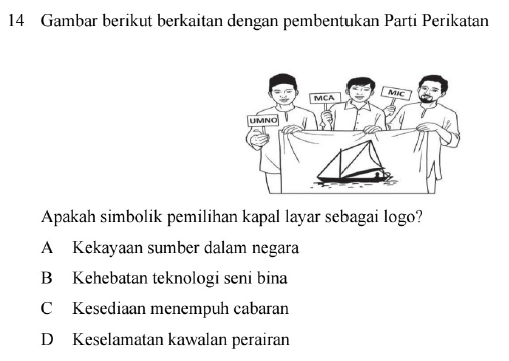 14 Gambar berikut berkaitan dengan pembentukan Parti Perikatan
MCA
MIC
UMNO
Apakah simbolik pemilihan kapal layar sebagai logo?
A Kekayaan sumber dalam negara
B Kehebatan teknologi seni bina
C Kesediaan menempuh cabaran
D Keselamatan kawalan perairan